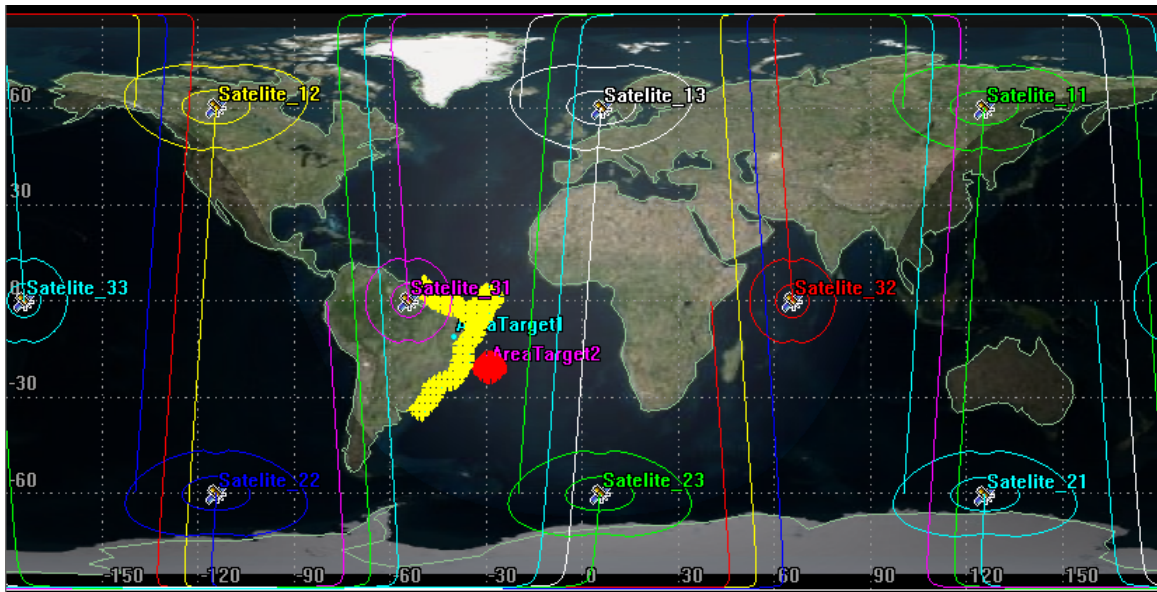 60
Satelite_12
Satelite_13
Satelite_11
30
0
Satelite_33
Satelite_31
Satelite_32
AreaTarget1
AreaTarget2
-30
-60
Satelite_22
Satelite_23
Satelite_21
-150
-120
-60
-30
0
30
60
90
120
150